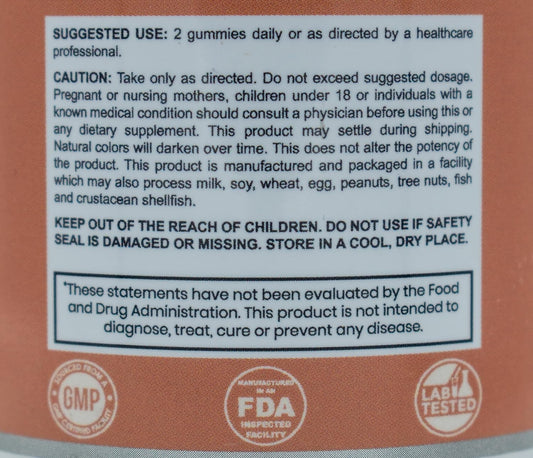 SUGGESTED USE: 2 gummies daily or as directed by a healthcare
professional.
CAUTION: Take only as directed. Do not exceed suggested dosage.
Pregnant or nursing mothers, children under 18 or individuals with a
known medical condition should consult a physician before using this or
any dietary supplement. This product may settle during shipping.
Natural colors will darken over time. This does not alter the potency of
the product. This product is manufactured and packaged in a facility
which may also process milk, soy, wheat, egg, peanuts, tree nuts, fish
and crustacean shellfish.
KEEP OUT OF THE REACH OF CHILDREN. DO NOT USE IF SAFETY
SEAL IS DAMAGED OR MISSING. STORE IN A COOL, DRY PLACE.
*These statements have not been evaluated by the Food
and Drug Administration. This product is not intended to
diagnose, treat, cure or prevent any disease.
SOURCED FROM A
GMP
GMP CERTIFIED FACILITY
MANUFACTURED
IN AN
FDA
INSPECTED
FACILITY
LAB
TESTED